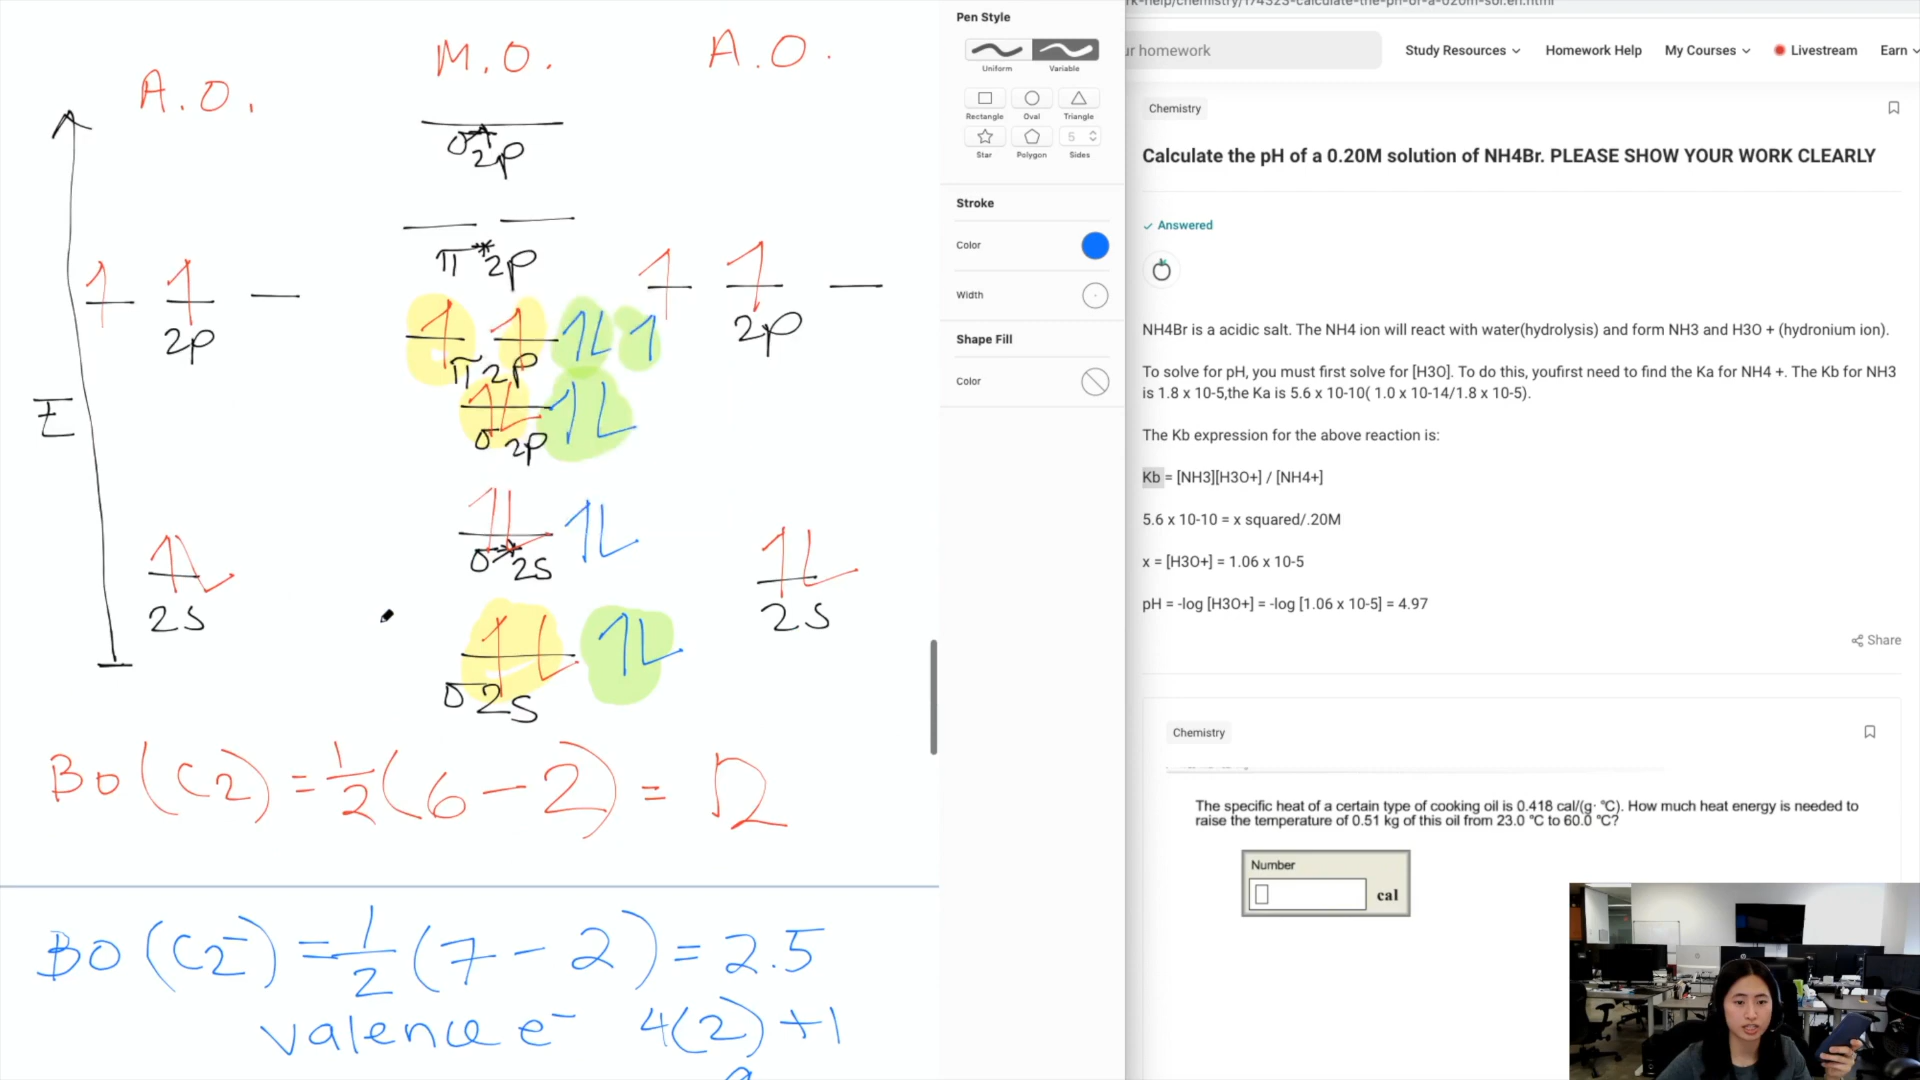 A.O.
M.O.
A.O.
σ*2p
π*2p
2p
2p
π2p
σ2p
E
σ*2s
2s
2s
σ2s
BO(C2) = 1/2(6-2) = 2
BO(C2-) = 1/2(7-2) = 2.5
valence e- 4(2)+1
Pen Style
Uniform Variable
Rectangle Oval Triangle
5
Star Polygon Sides
Stroke
Color
Width
Shape Fill
Color
ur homework
Study Resources Homework Help My Courses Livestream Earn
Chemistry
Calculate the pH of a 0.20M solution of NH4Br. PLEASE SHOW YOUR WORK CLEARLY
Answered
NH4Br is a acidic salt. The NH4 ion will react with water(hydrolysis) and form NH3 and H3O + (hydronium ion).
To solve for pH, you must first solve for [H3O]. To do this, youfirst need to find the Ka for NH4 +. The Kb for NH3
is 1.8 x 10-5,the Ka is 5.6 x 10-10( 1.0 x 10-14/1.8 x 10-5).
The Kb expression for the above reaction is:
Kb = [NH3][H3O+] / [NH4+]
5.6 x 10-10 = x squared/.20M
x = [H3O+] = 1.06 x 10-5
pH = -log [H3O+] = -log [1.06 x 10-5] = 4.97
Share
Chemistry
The specific heat of a certain type of cooking oil is 0.418 cal/(g· °C). How much heat energy is needed to
raise the temperature of 0.51 kg of this oil from 23.0 °C to 60.0 °C?
Number
cal